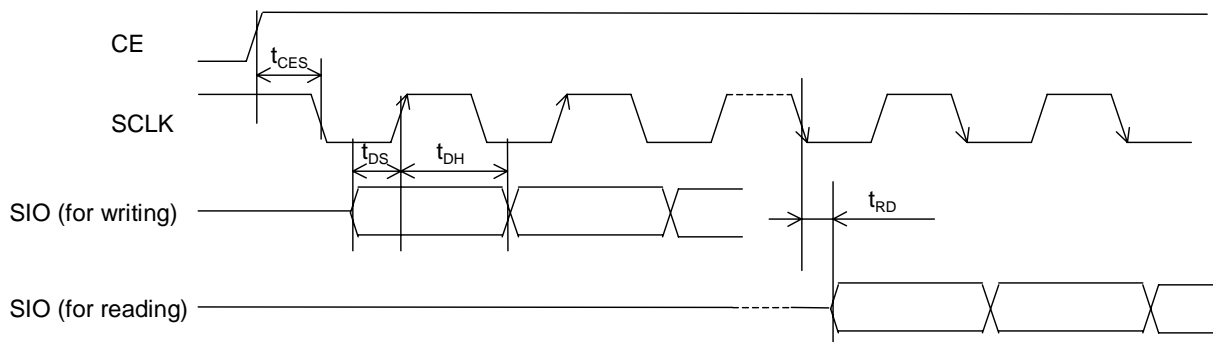 CE
tCES
SCLK
tDS
tDH
SIO (for writing)
tRD
SIO (for reading)